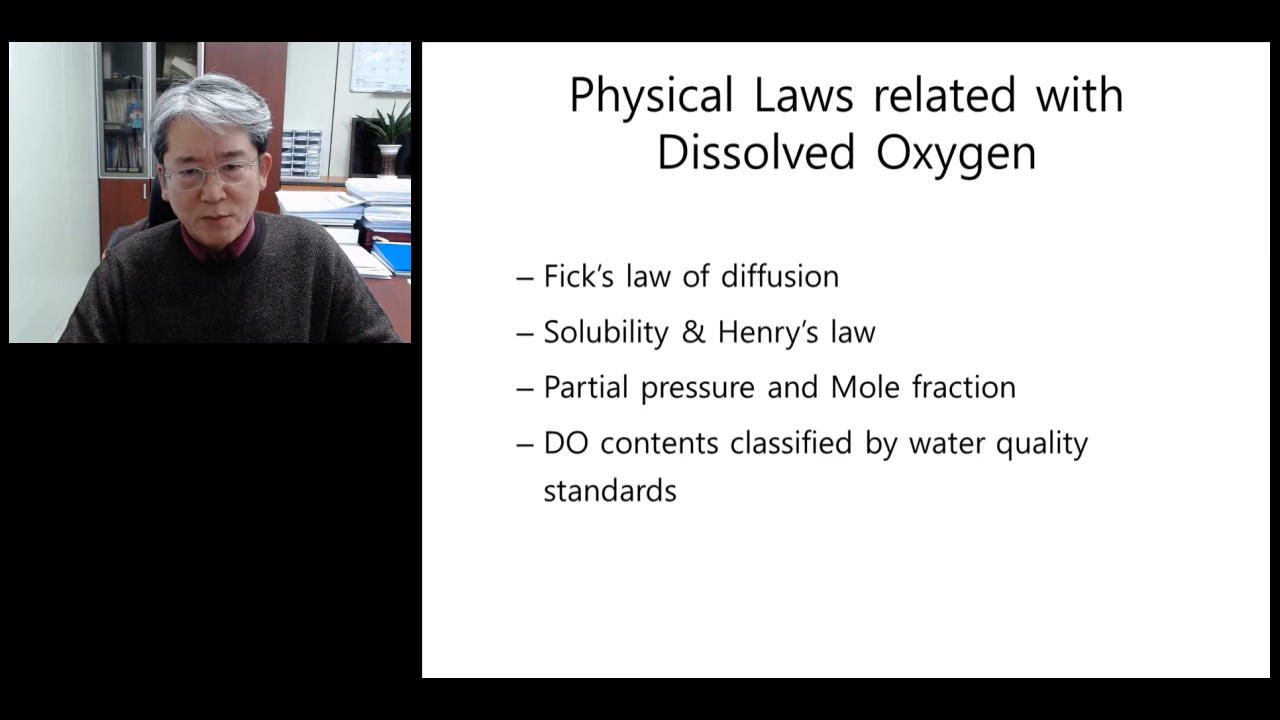 Physical Laws related with
Dissolved Oxygen
– Fick’s law of diffusion
– Solubility & Henry’s law
– Partial pressure and Mole fraction
– DO contents classified by water quality
standards